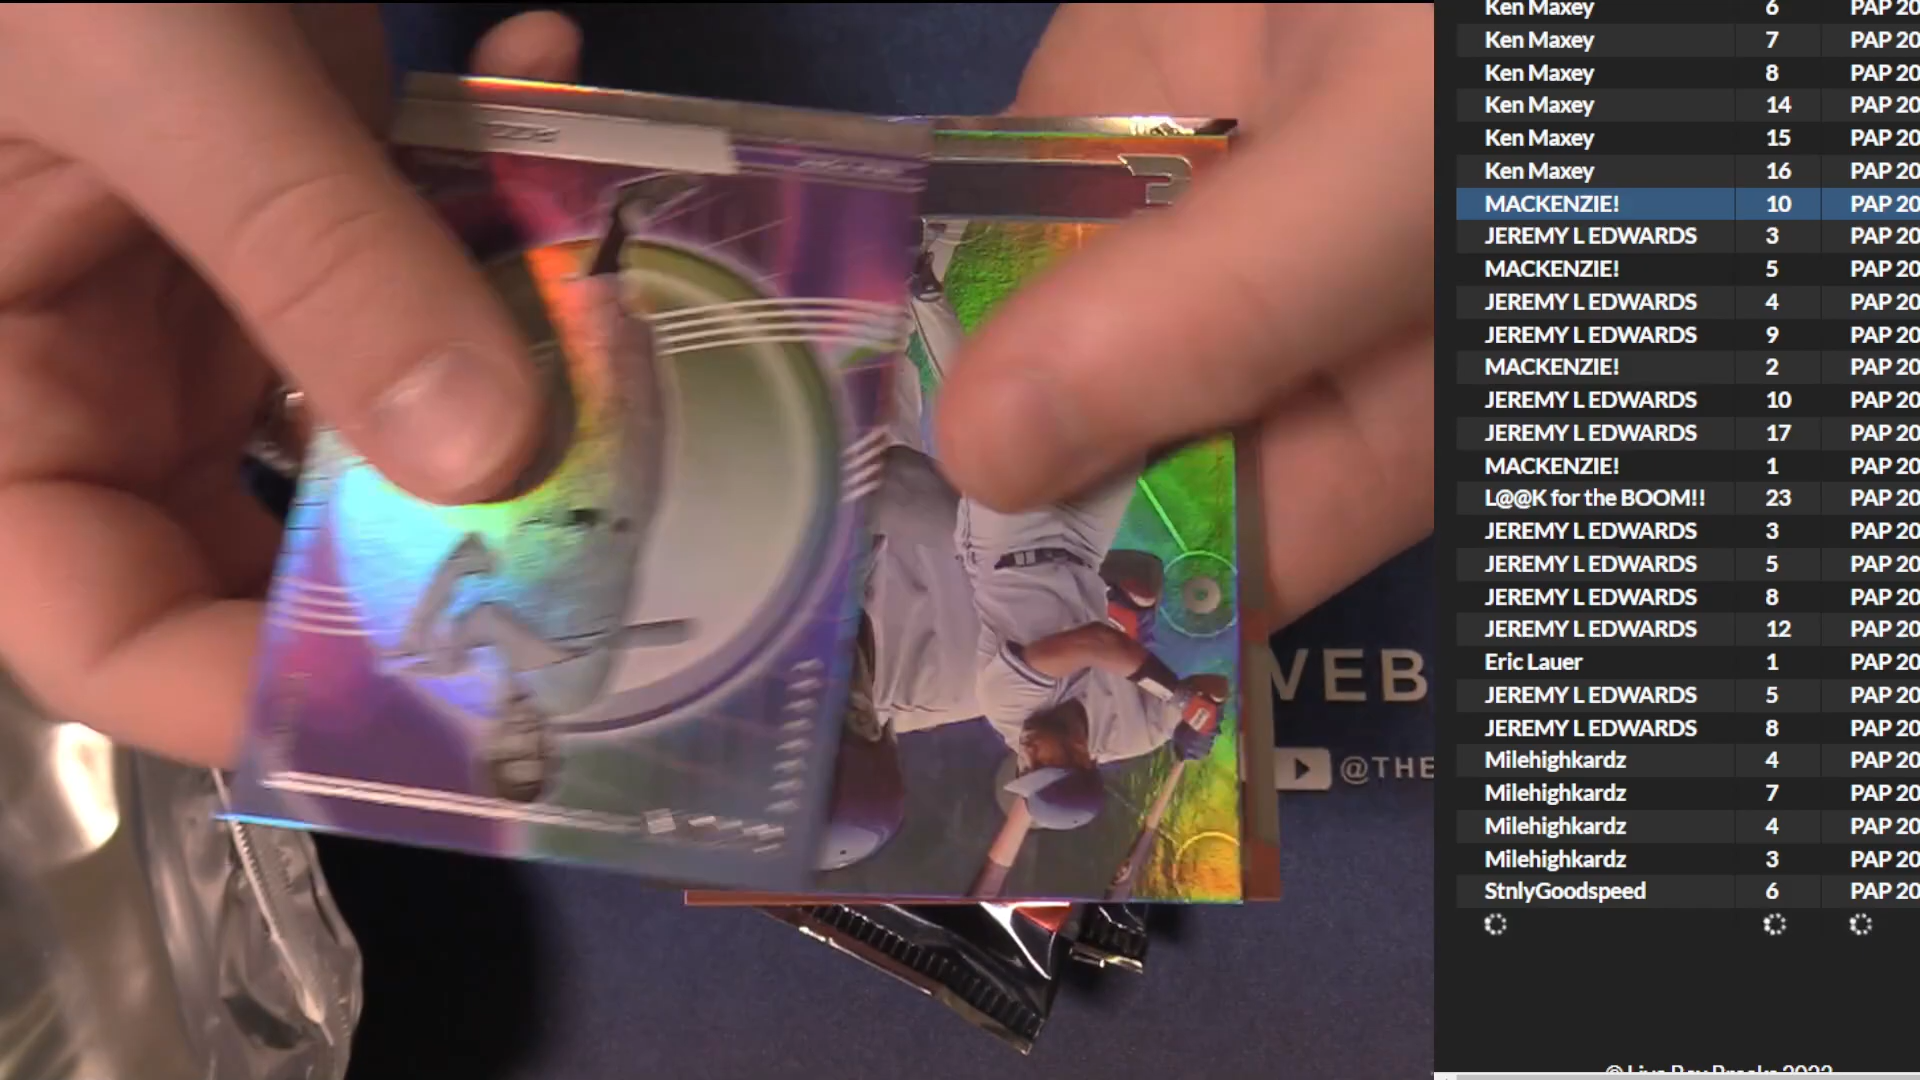 Ken Maxey 6 PAP 20
Ken Maxey 7 PAP 20
Ken Maxey 8 PAP 20
Ken Maxey 14 PAP 20
Ken Maxey 15 PAP 20
Ken Maxey 16 PAP 20
MACKENZIE! 10 PAP 20
JEREMY L EDWARDS 3 PAP 20
MACKENZIE! 5 PAP 20
JEREMY L EDWARDS 4 PAP 20
JEREMY L EDWARDS 9 PAP 20
MACKENZIE! 2 PAP 20
JEREMY L EDWARDS 10 PAP 20
JEREMY L EDWARDS 17 PAP 20
MACKENZIE! 1 PAP 20
L@@K for the BOOM!! 23 PAP 20
JEREMY L EDWARDS 3 PAP 20
JEREMY L EDWARDS 5 PAP 20
JEREMY L EDWARDS 8 PAP 20
JEREMY L EDWARDS 12 PAP 20
Eric Lauer 1 PAP 20
JEREMY L EDWARDS 5 PAP 20
JEREMY L EDWARDS 8 PAP 20
Milehighkardz 4 PAP 20
Milehighkardz 7 PAP 20
Milehighkardz 4 PAP 20
Milehighkardz 3 PAP 20
StnlyGoodspeed 6 PAP 20
WEB
@THE